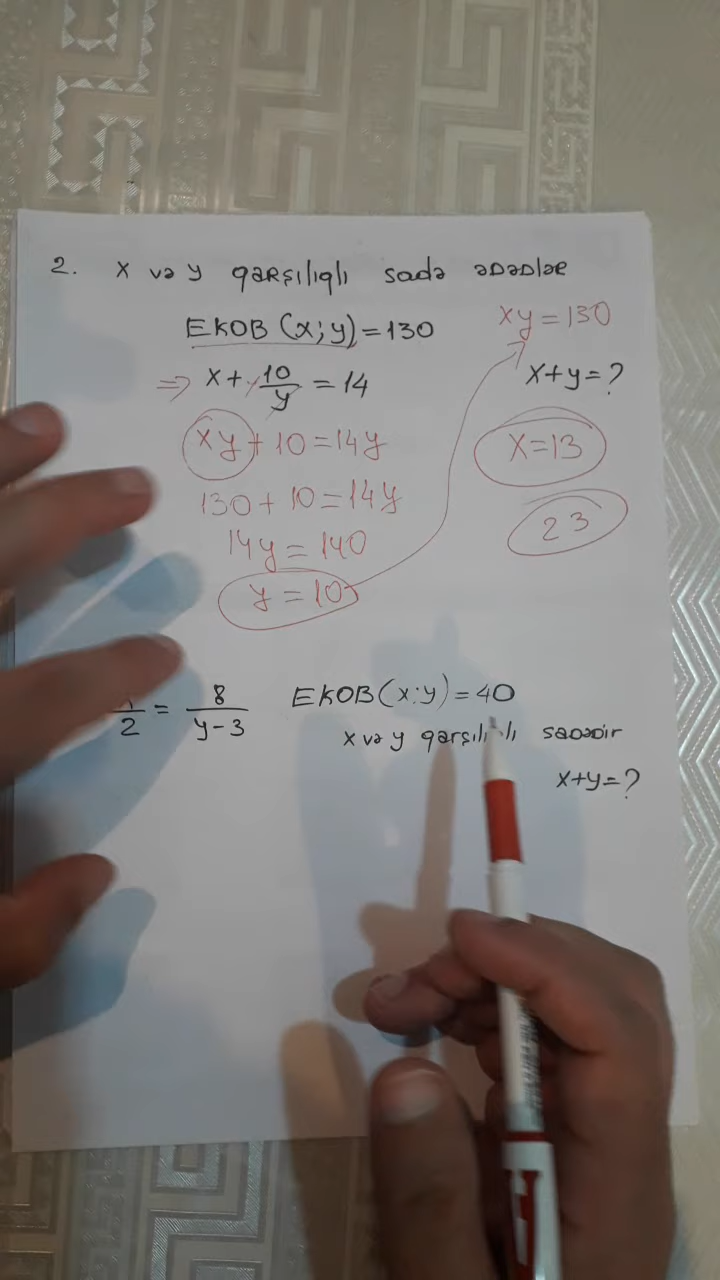 2. x və y qarşılıqlı sadə ədədlər
EKOB (x; y) = 130
xy = 130
=> x + 10/y = 14
x+y = ?
xy + 10 = 14y
x = 13
130 + 10 = 14y
23
14y = 140
y = 10
/2 = 8/(y-3) EKOB (x; y) = 40
x və y sadədir
x+y = ?